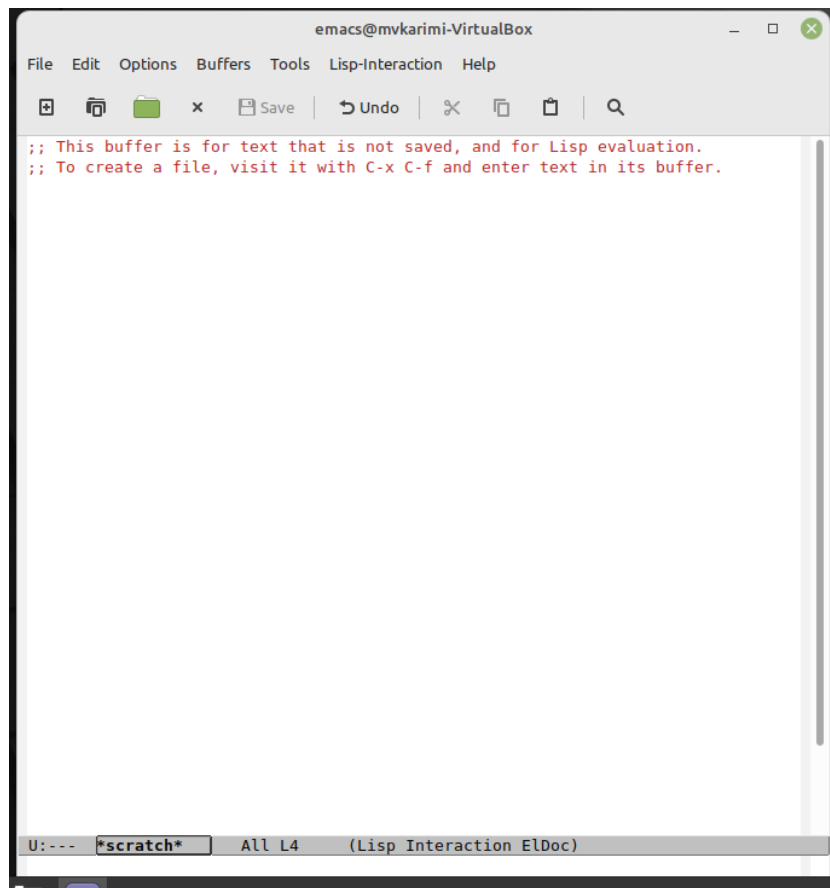 emacs@mvkarimi-VirtualBox
File Edit Options Buffers Tools Lisp-Interaction Help
Save Undo
;; This buffer is for text that is not saved, and for Lisp evaluation.
;; To create a file, visit it with C-x C-f and enter text in its buffer.
U:--- *scratch* All L4 (Lisp Interaction ElDoc)